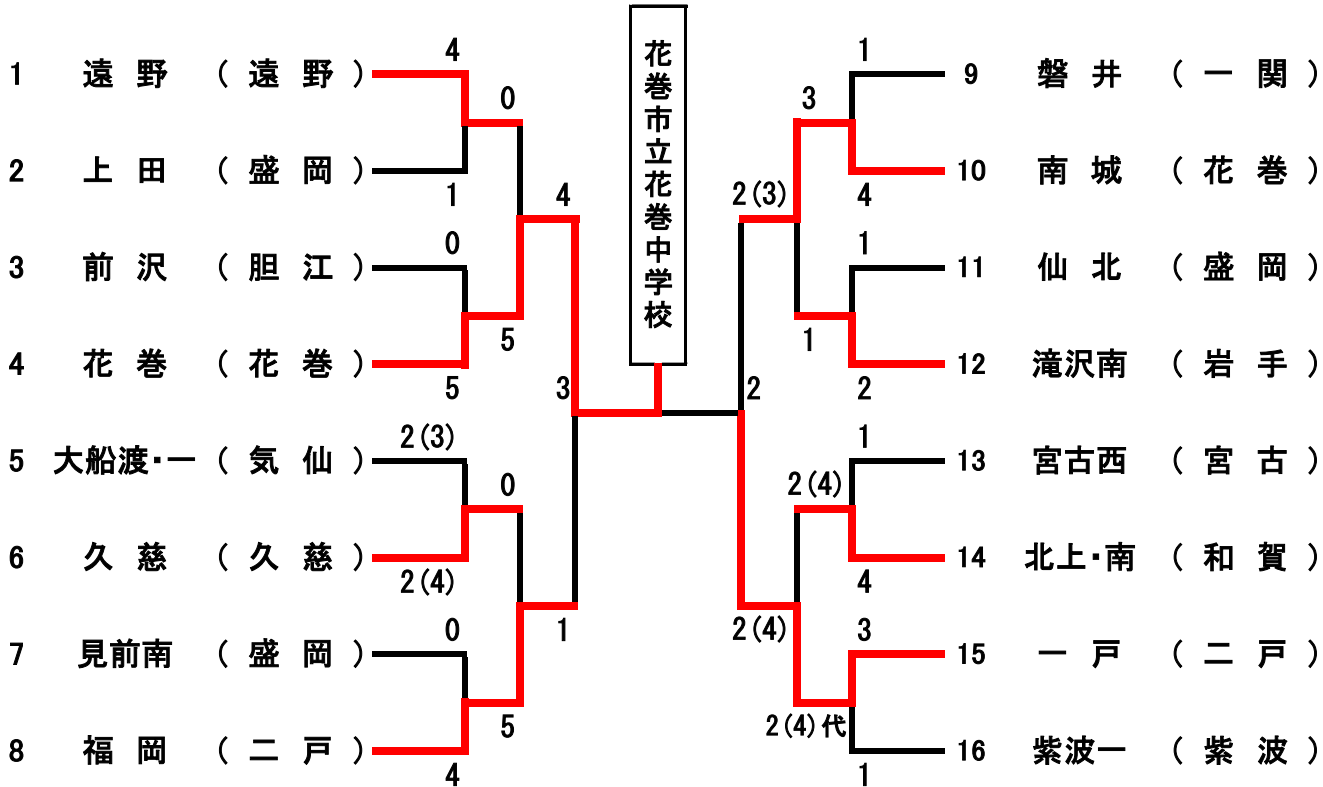 花巻市立花巻中学校
1 遠野 (遠野) 4
0
2 上田 (盛岡) 1
4
3 前沢 (胆江) 0
5
4 花巻 (花巻) 5
3
5 大船渡・一 (気仙) 2(3)
0
6 久慈 (久慈) 2(4)
1
7 見前南 (盛岡) 0
5
8 福岡 (二戸) 4
1 9 磐井 (一関)
3
4 10 南城 (花巻)
2(3)
1 11 仙北 (盛岡)
1
2 12 滝沢南 (岩手)
2
1 13 宮古西 (宮古)
2(4)
4 14 北上・南 (和賀)
2(4)
3 15 一戸 (二戸)
2(4)代
1 16 紫波一 (紫波)